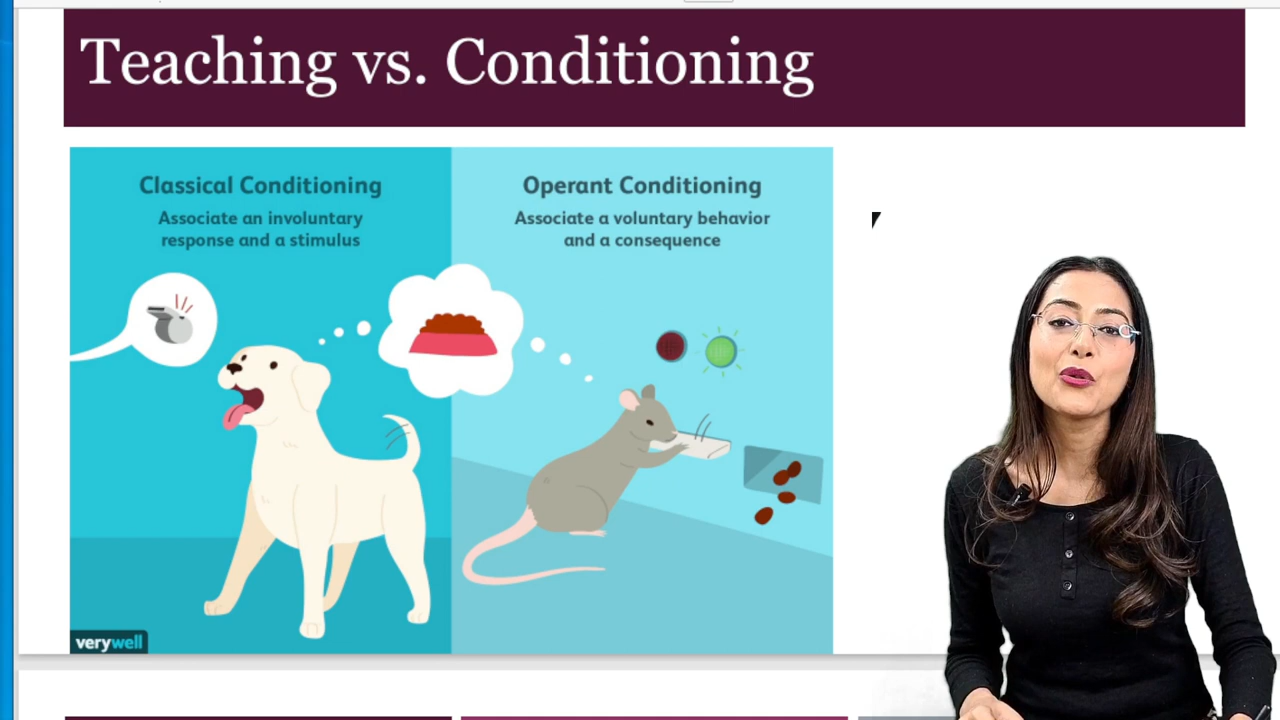 Teaching vs. Conditioning
Classical Conditioning
Associate an involuntary
response and a stimulus
Operant Conditioning
Associate a voluntary behavior
and a consequence
verywell